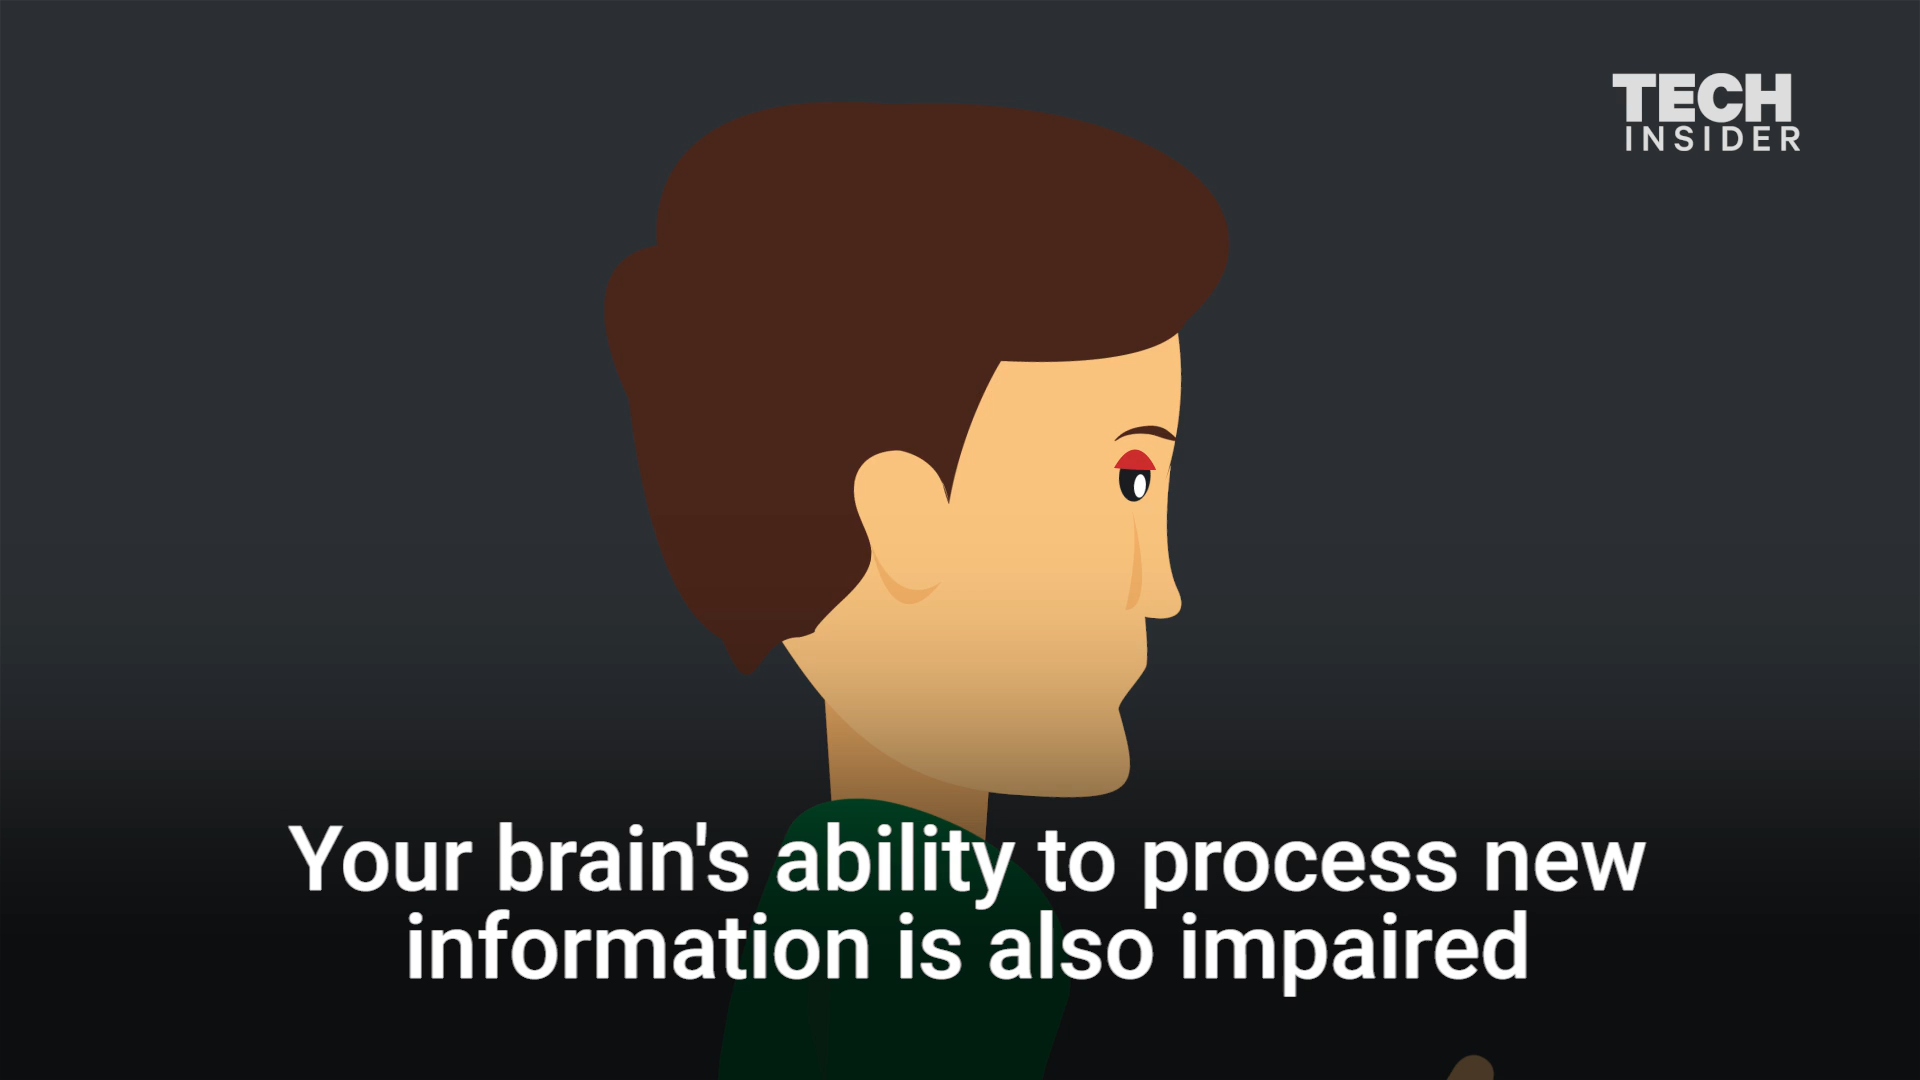 TECH
INSIDER
Your brain's ability to process new
information is also impaired